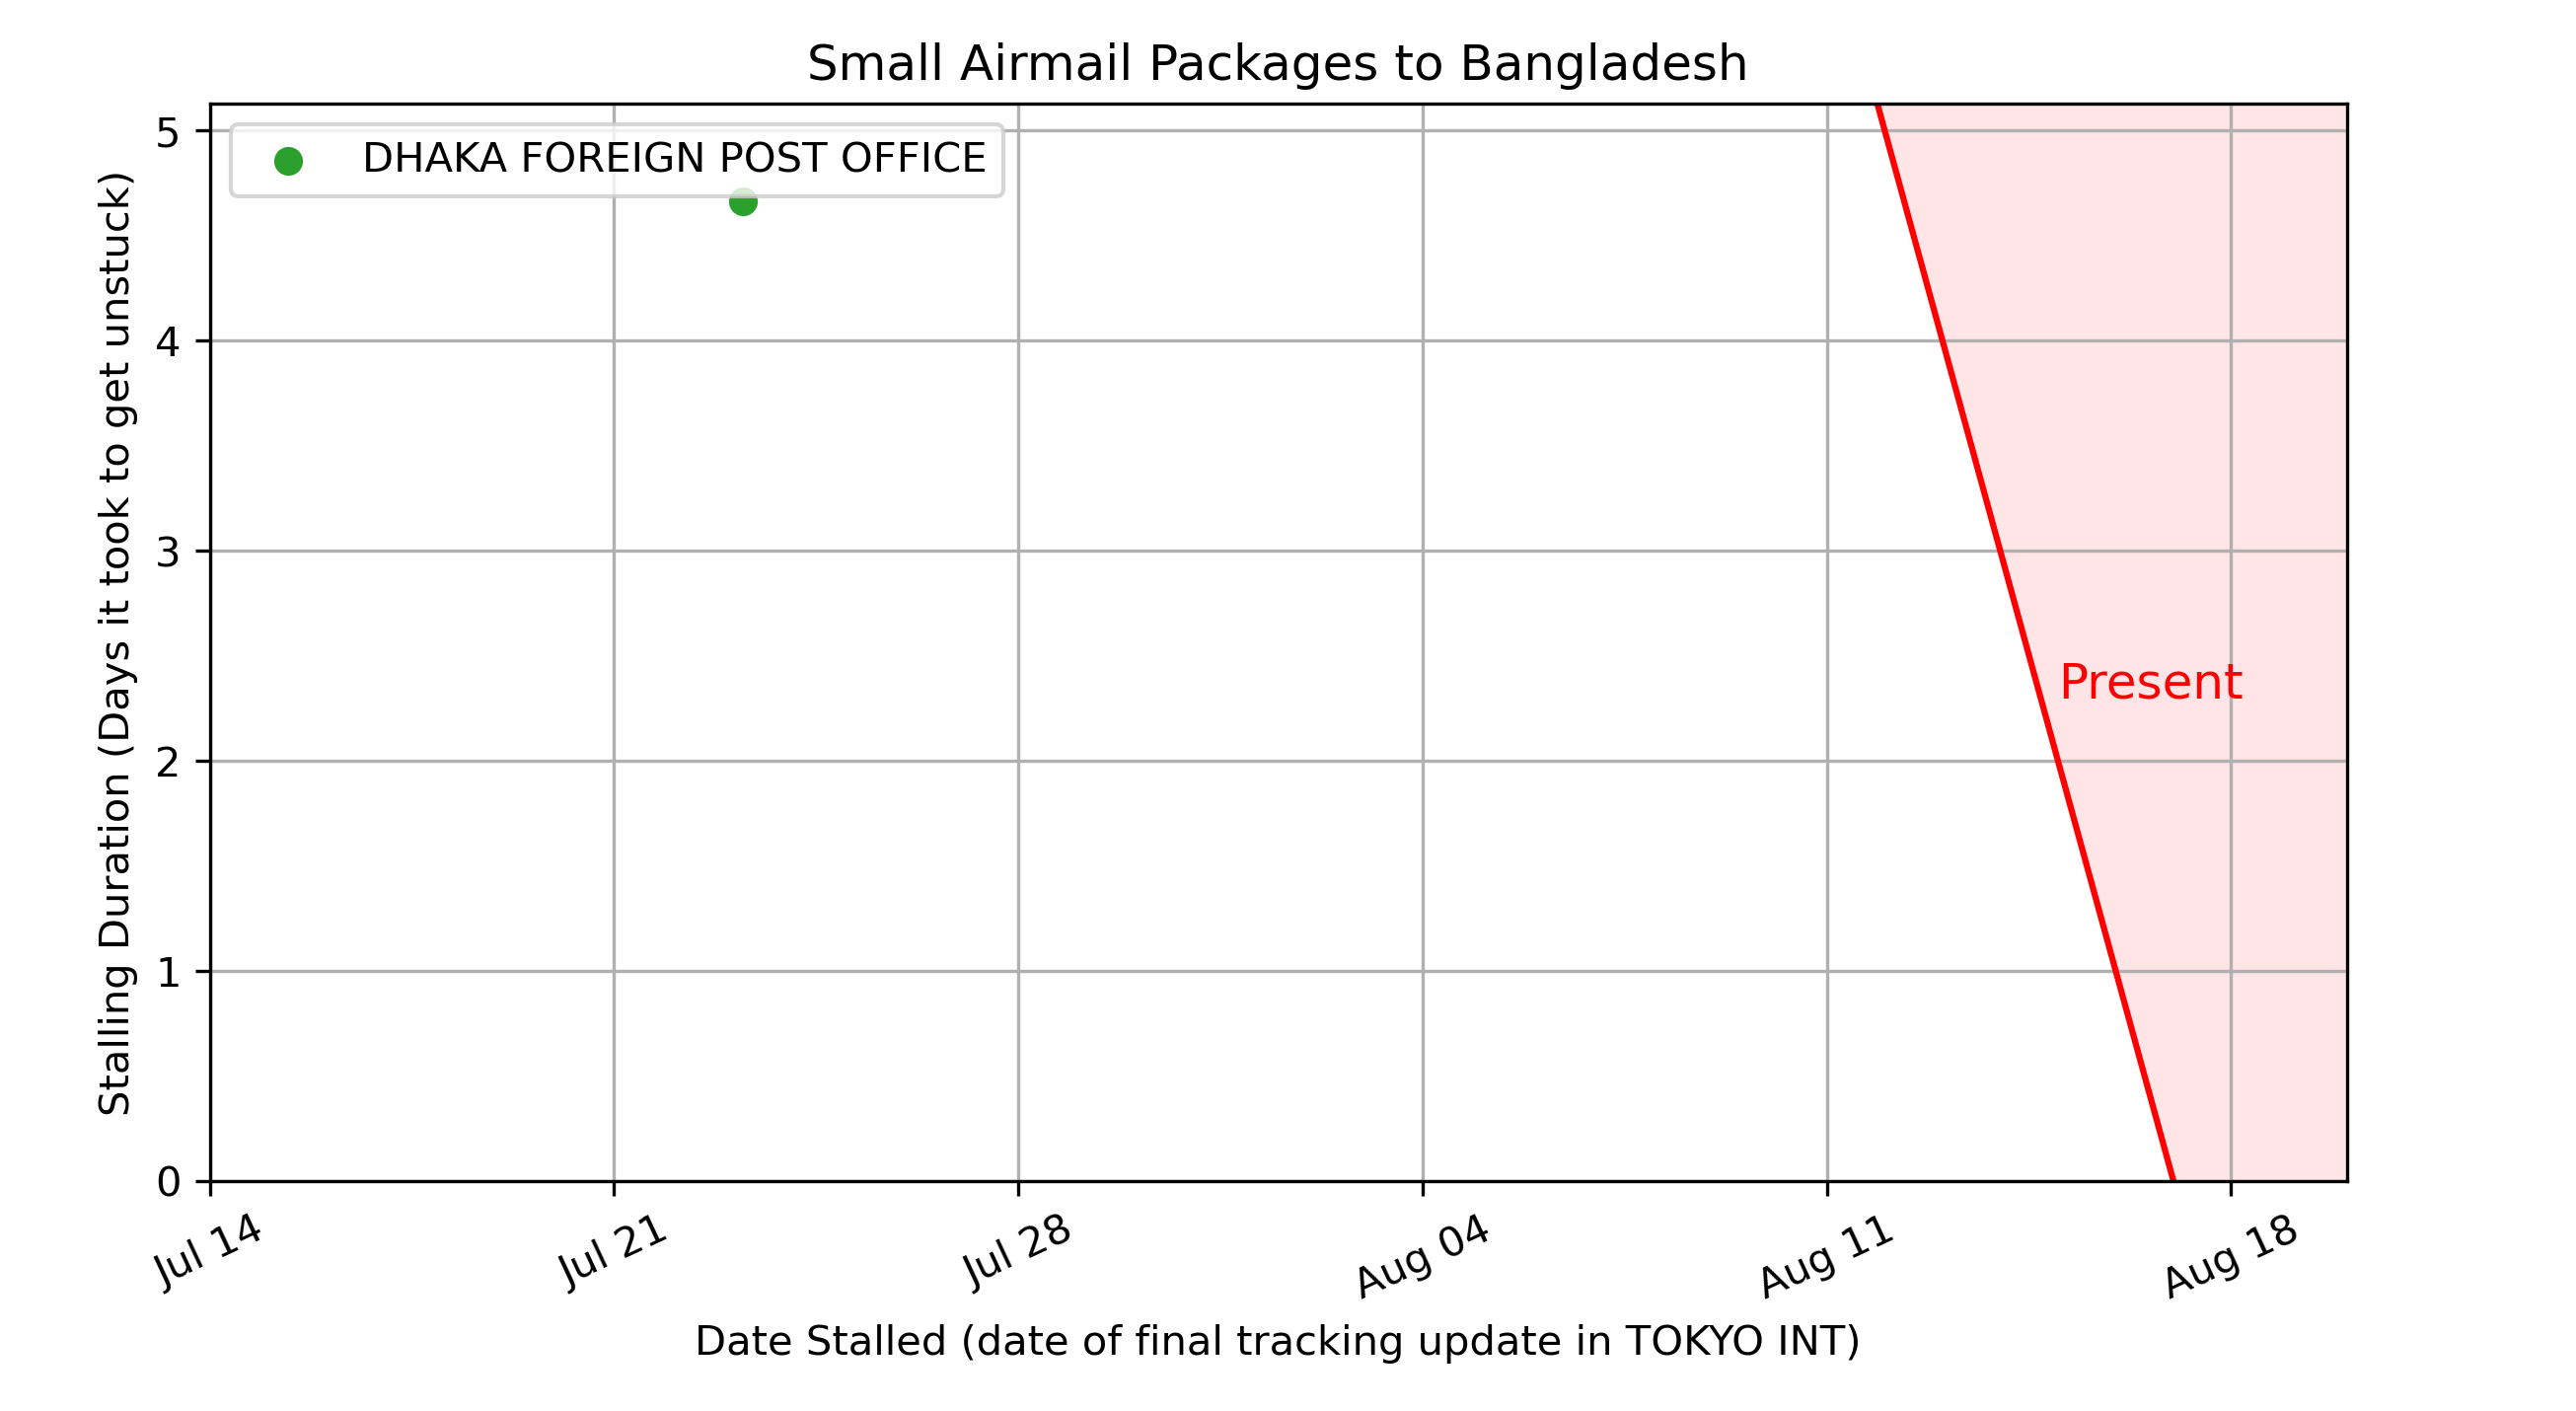 Small Airmail Packages to Bangladesh
DHAKA FOREIGN POST OFFICE
Stalling Duration (Days it took to get unstuck)
5
4
3
2
1
0
Present
Jul 14
Jul 21
Jul 28
Aug 04
Aug 11
Aug 18
Date Stalled (date of final tracking update in TOKYO INT)